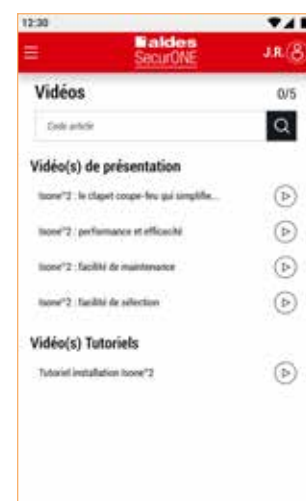 12:30
aldes
SecurONE
J.R.
Vidéos
0/5
Code article
Vidéo(s) de présentation
Isone^2 : le clapet coupe-feu qui simplifie...
Isone^2 : performance et efficacité
Isone^2 : facilité de maintenance
Isone^2 : facilité de sélection
Vidéo(s) Tutoriels
Tutoriel installation Isone^2